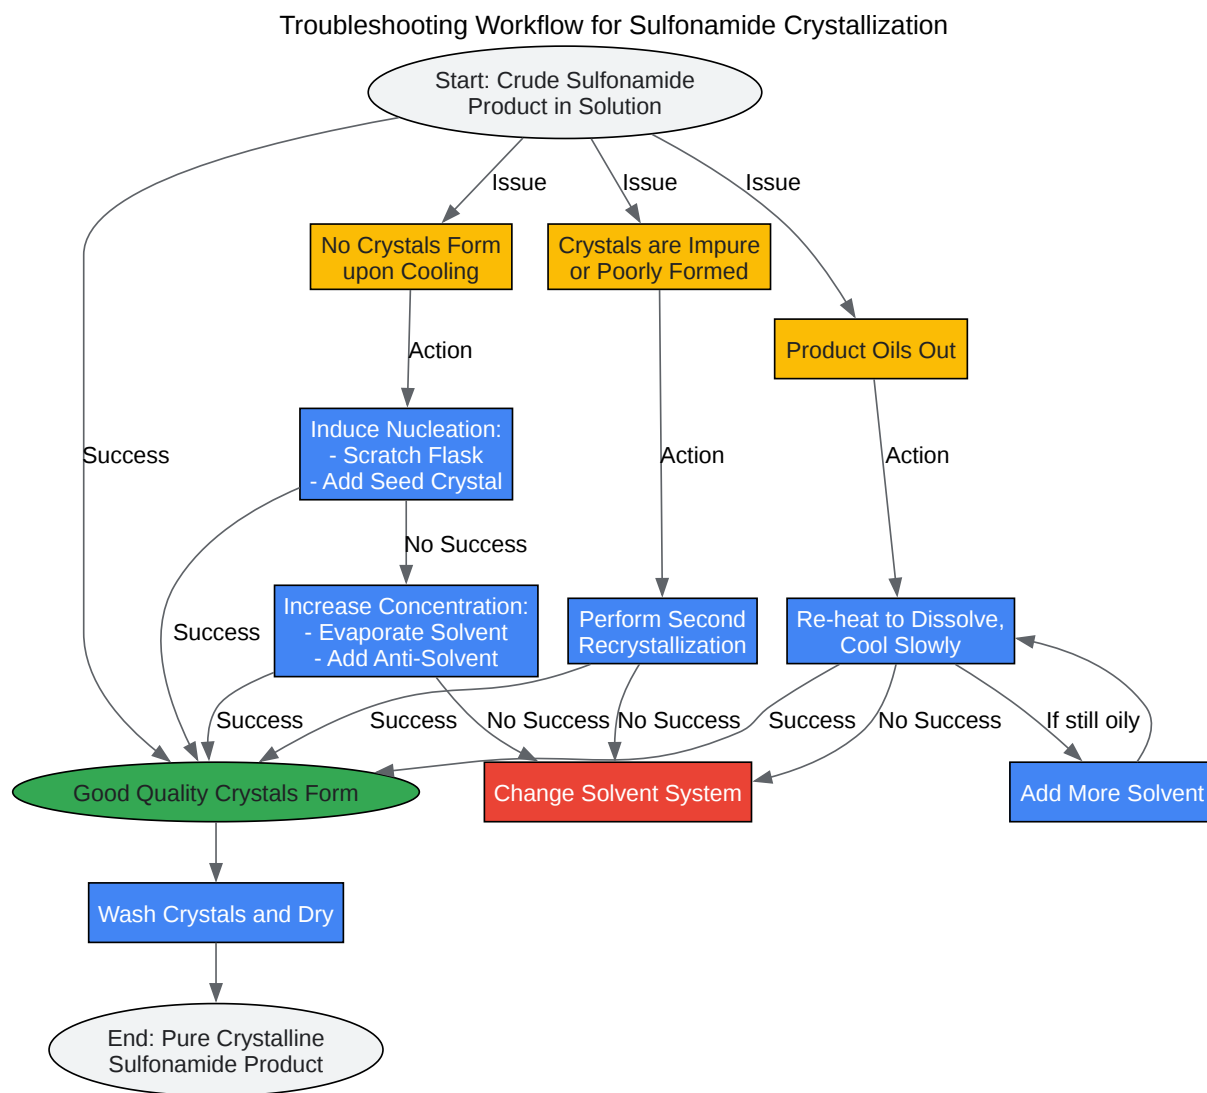 Troubleshooting Workflow for Sulfonamide Crystallization
Start: Crude Sulfonamide
Product in Solution
Issue
Issue
Issue
No Crystals Form
upon Cooling
Crystals are Impure
or Poorly Formed
Product Oils Out
Action
Induce Nucleation:
- Scratch Flask
- Add Seed Crystal
Success
Action
Action
No Success
Increase Concentration:
- Evaporate Solvent
- Add Anti-Solvent
Perform Second
Recrystallization
Re-heat to Dissolve,
Cool Slowly
Success
Success
No Success
Success
No Success
Success
No Success
If still oily
Good Quality Crystals Form
Change Solvent System
Add More Solvent
Wash Crystals and Dry
End: Pure Crystalline
Sulfonamide Product